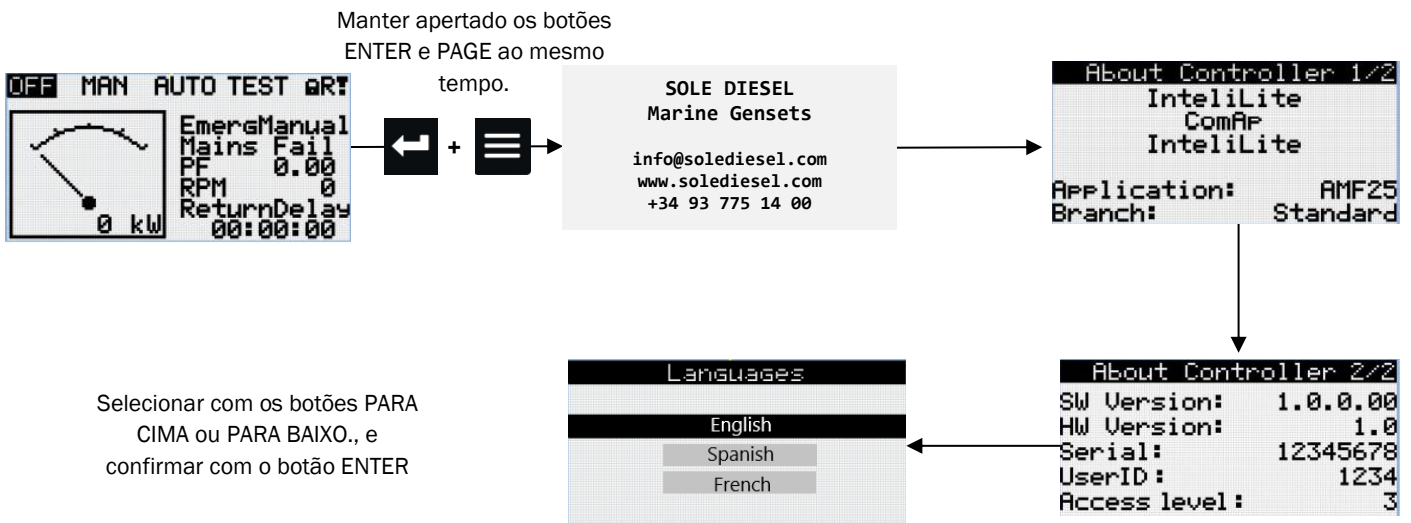 Manter apertado os botões
ENTER e PAGE ao mesmo
tempo.
OFF MAN AUTO TEST
EmergManual
Mains Fail
PF 0.00
RPM 0
ReturnDelay
00:00:00
0 kW
+
SOLE DIESEL
Marine Gensets
info@solediesel.com
www.solediesel.com
+34 93 775 14 00
About Controller 1/2
InteliLite
ComAp
InteliLite
Application: AMF25
Branch: Standard
About Controller 2/2
SW Version: 1.0.0.00
HW Version: 1.0
Serial: 12345678
UserID: 1234
Access level: 3
Languages
English
Spanish
French
Selecionar com os botões PARA
CIMA ou PARA BAIXO., e
confirmar com o botão ENTER